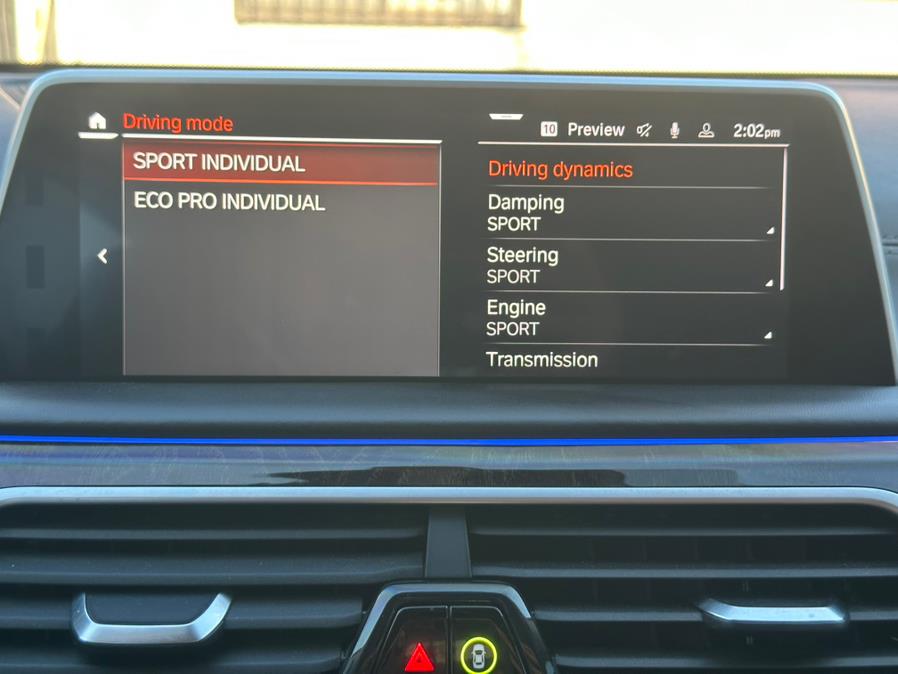 Driving mode
SPORT INDIVIDUAL
ECO PRO INDIVIDUAL
10 Preview 2:02pm
Driving dynamics
Damping
SPORT
Steering
SPORT
Engine
SPORT
Transmission